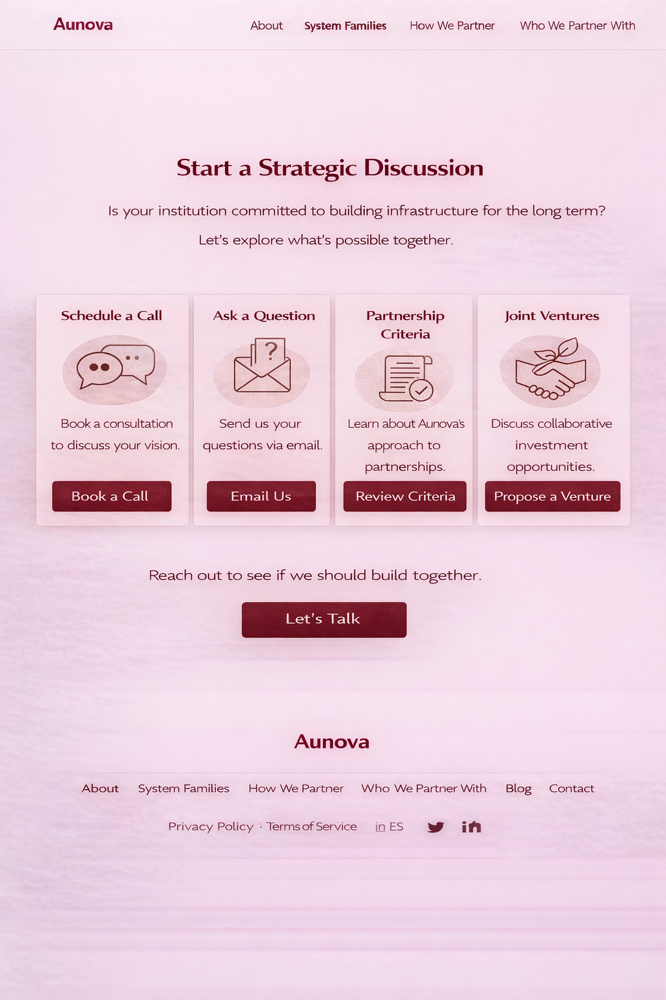 Aunova
About System Families How We Partner Who We Partner With
Start a Strategic Discussion
Is your institution committed to building infrastructure for the long term?
Let's explore what's possible together.
Schedule a Call
Book a consultation
to discuss your vision.
Book a Call
Ask a Question
?
Send us your
questions via email.
Email Us
Partnership
Criteria
Learn about Aunova's
approach to
partnerships.
Review Criteria
Joint Ventures
Discuss collaborative
investment
opportunities.
Propose a Venture
Reach out to see if we should build together.
Let's Talk
Aunova
About System Families How We Partner Who We Partner With Blog Contact
Privacy Policy : Terms of Service in ES in